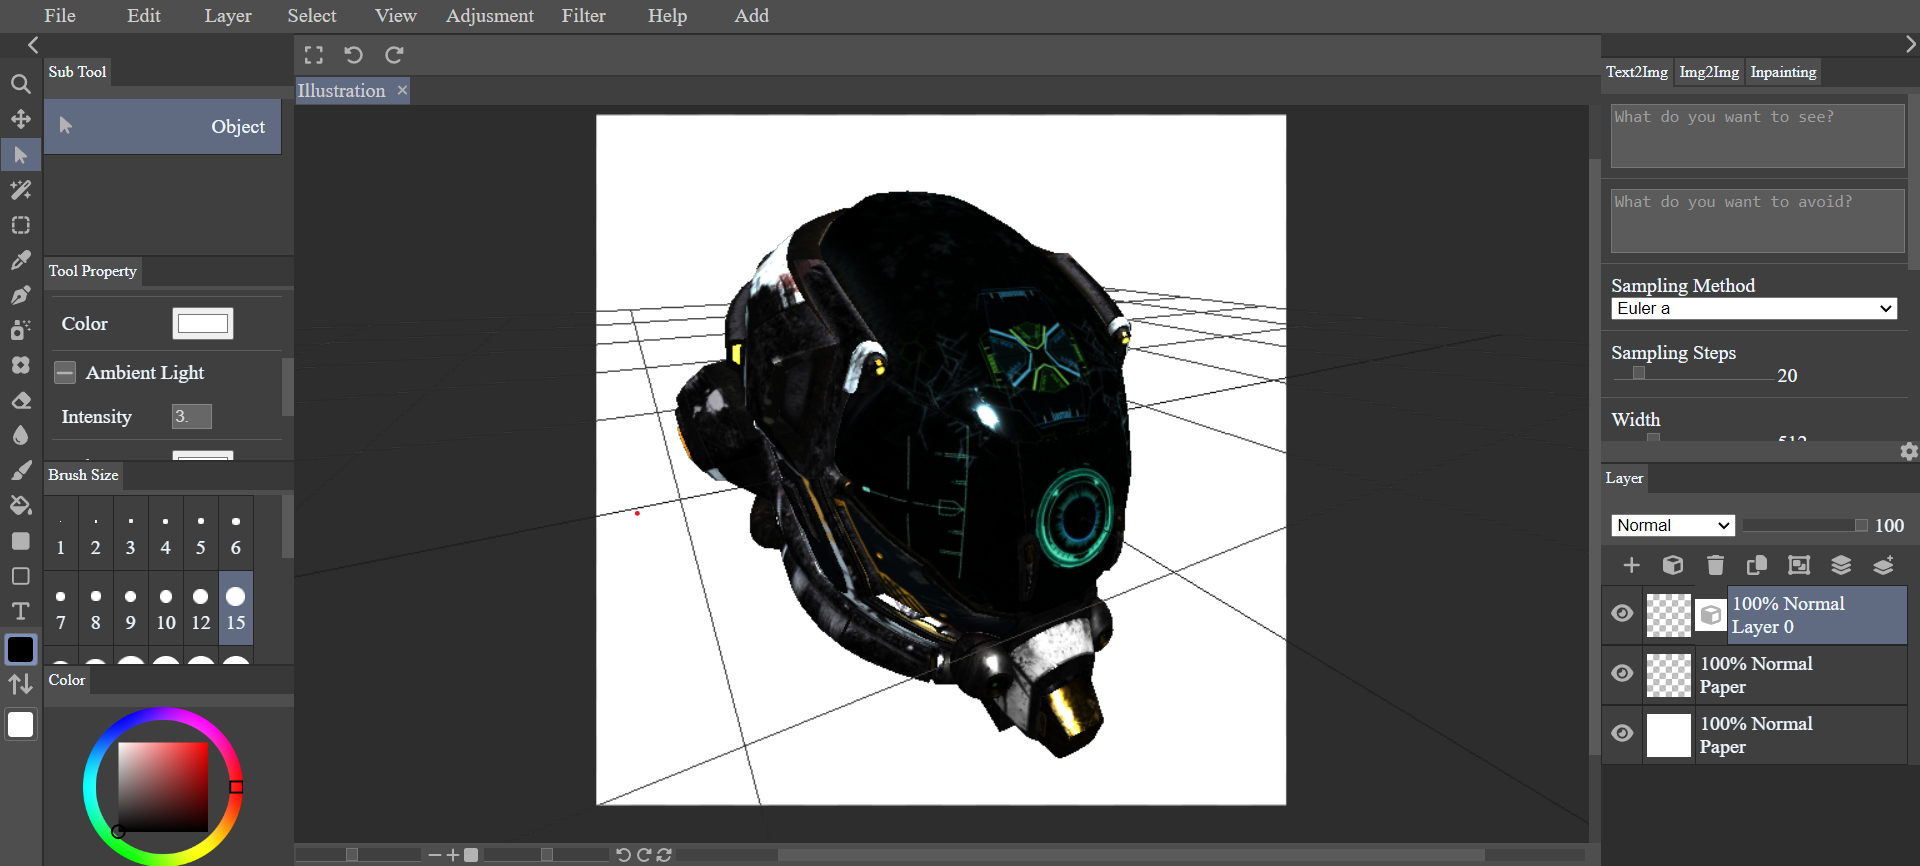 File Edit Layer Select View Adjusment Filter Help Add
Sub Tool
Object
Tool Property
Color
Ambient Light
Intensity 3.
Brush Size
1 2 3 4 5 6
7 8 9 10 12 15
Color
Illustration
Text2Img Img2Img Inpainting
What do you want to see?
What do you want to avoid?
Sampling Method
Euler a
Sampling Steps
20
Width
512
Layer
Normal 100
100% Normal
Layer 0
100% Normal
Paper
100% Normal
Paper